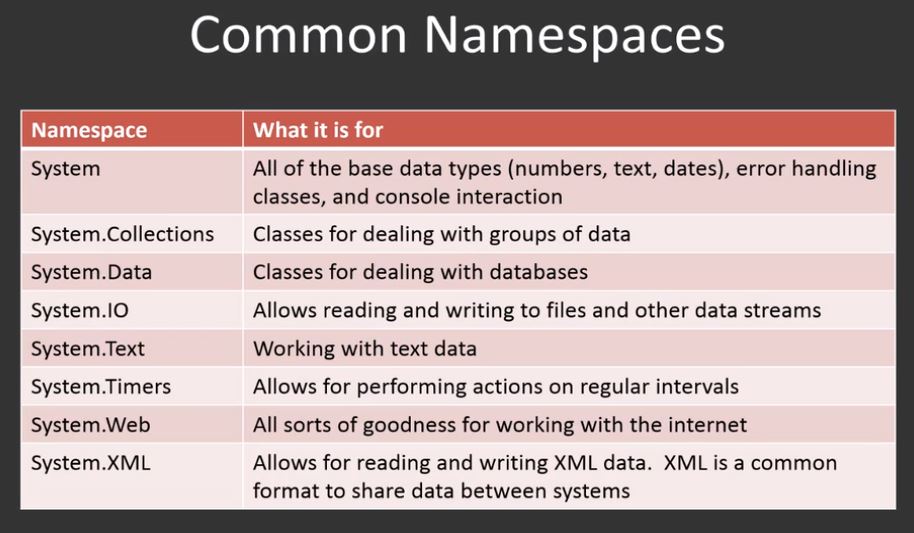 Common Namespaces
Namespace What it is for
System All of the base data types (numbers, text, dates), error handling
classes, and console interaction
System.Collections Classes for dealing with groups of data
System.Data Classes for dealing with databases
System.IO Allows reading and writing to files and other data streams
System.Text Working with text data
System.Timers Allows for performing actions on regular intervals
System.Web All sorts of goodness for working with the internet
System.XML Allows for reading and writing XML data.  XML is a common
format to share data between systems